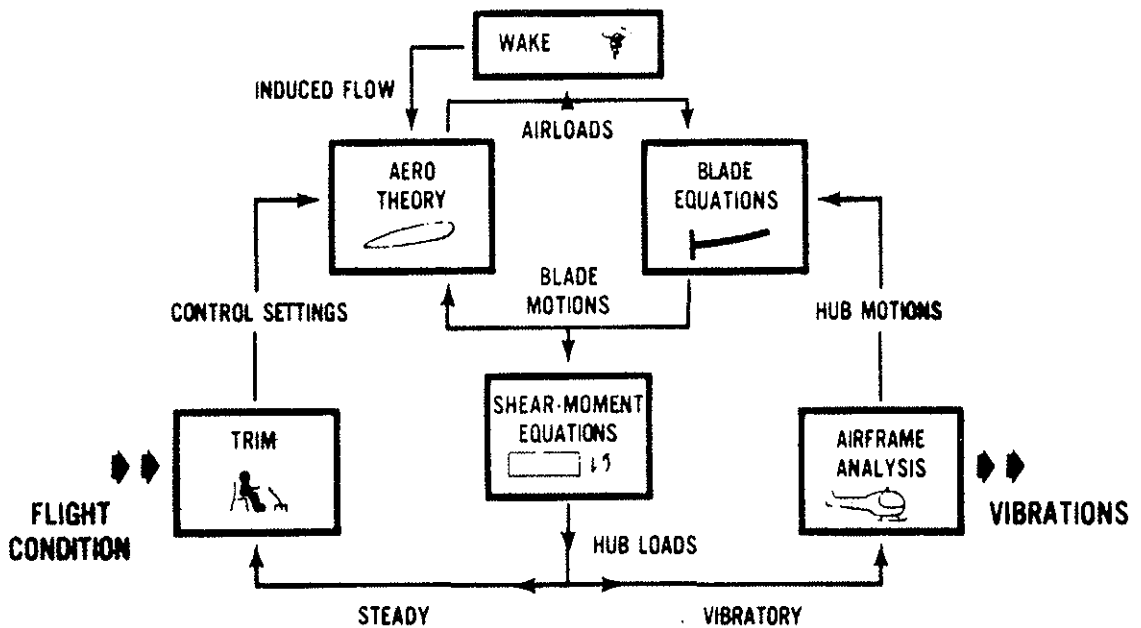 WAKE
INDUCED FLOW
AIRLOADS
AERO
THEORY
BLADE
EQUATIONS
BLADE
MOTIONS
CONTROL SETTINGS
HUB MOTIONS
SHEAR-MOMENT
EQUATIONS
TRIM
AIRFRAME
ANALYSIS
FLIGHT
CONDITION
VIBRATIONS
HUB LOADS
STEADY
VIBRATORY